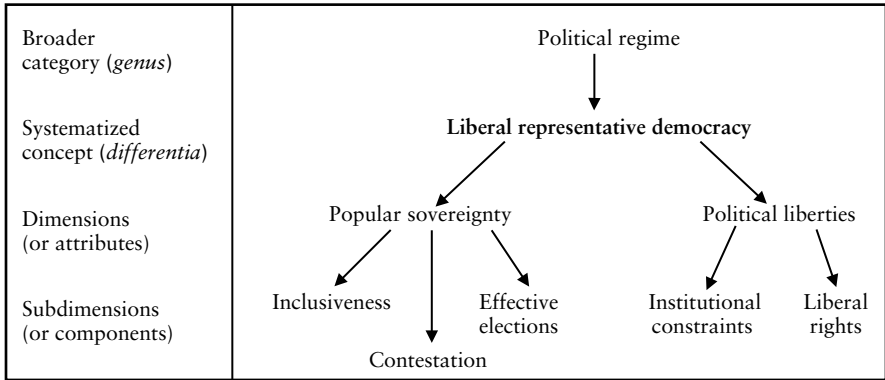 Broader
category (genus)
Political regime
Systematized
concept (differentia)
Liberal representative democracy
Dimensions
(or attributes)
Popular sovereignty
Political liberties
Subdimensions
(or components)
Inclusiveness
Effective
elections
Institutional
constraints
Liberal
rights
Contestation